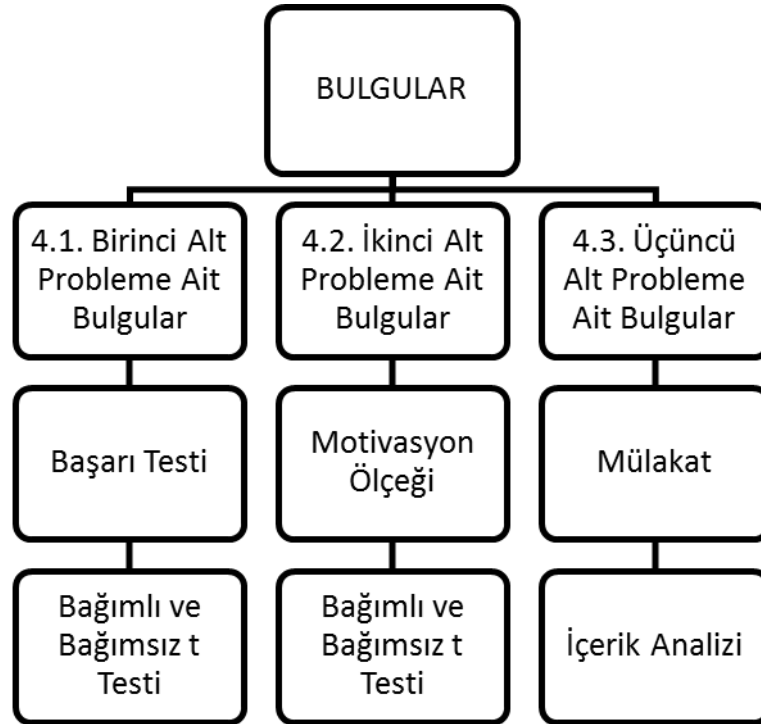 BULGULAR
4.1. Birinci Alt
Probleme Ait
Bulgular
4.2. İkinci Alt
Probleme Ait
Bulgular
4.3. Üçüncü
Alt Probleme
Ait Bulgular
Başarı Testi
Motivasyon
Ölçeği
Mülakat
Bağımlı ve
Bağımsız t
Testi
Bağımlı ve
Bağımsız t
Testi
İçerik Analizi